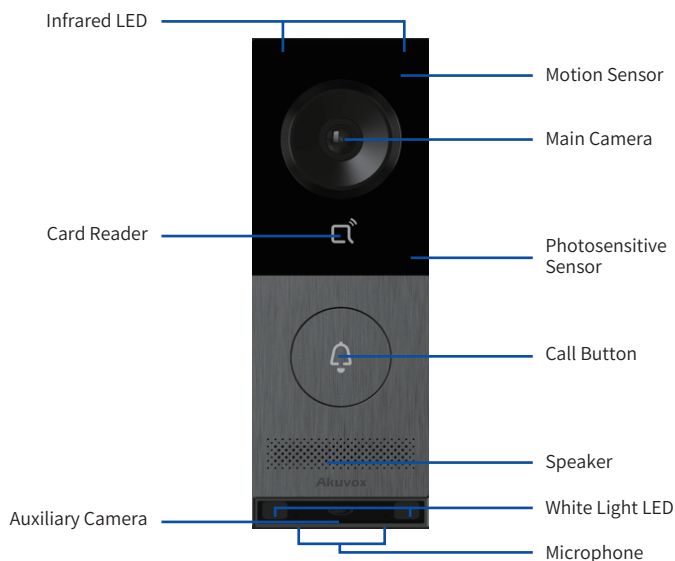 Infrared LED
Motion Sensor
Main Camera
Card Reader
Photosensitive
Sensor
Call Button
Speaker
Akuvox
White Light LED
Auxiliary Camera
Microphone